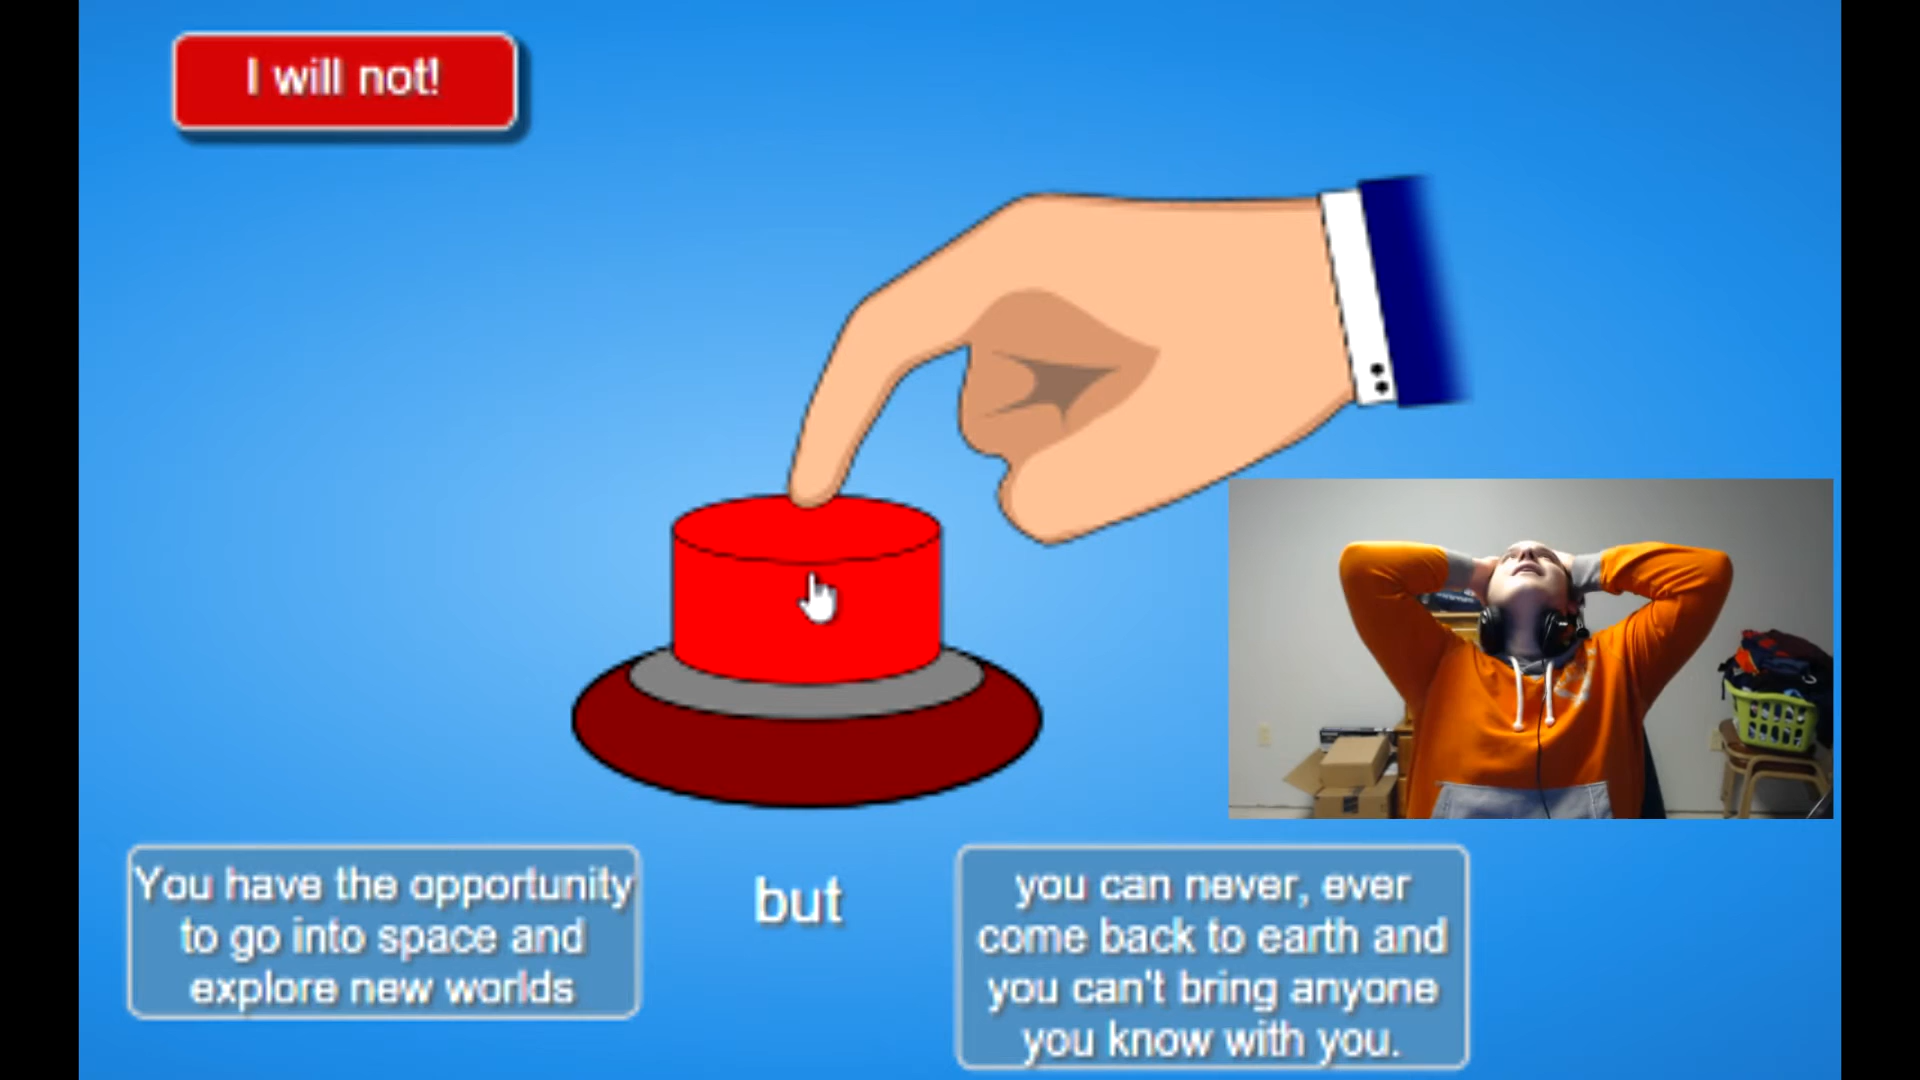 I will not!
You have the opportunity
to go into space and
explore new worlds
but
you can never, ever
come back to earth and
you can't bring anyone
you know with you.